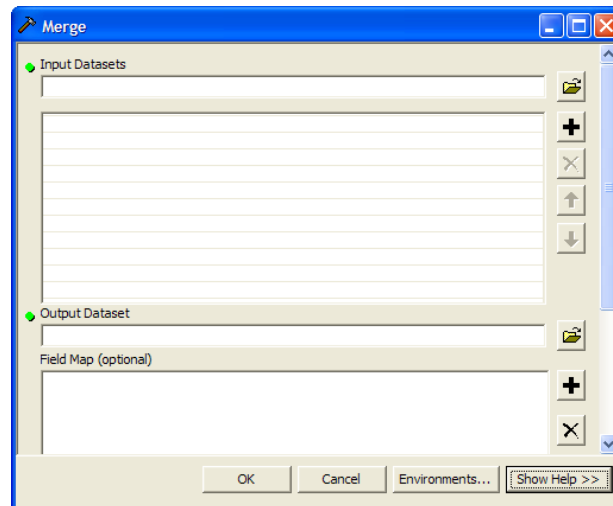 Merge
Input Datasets
Output Dataset
Field Map (optional)
OK
Cancel
Environments...
Show Help >>